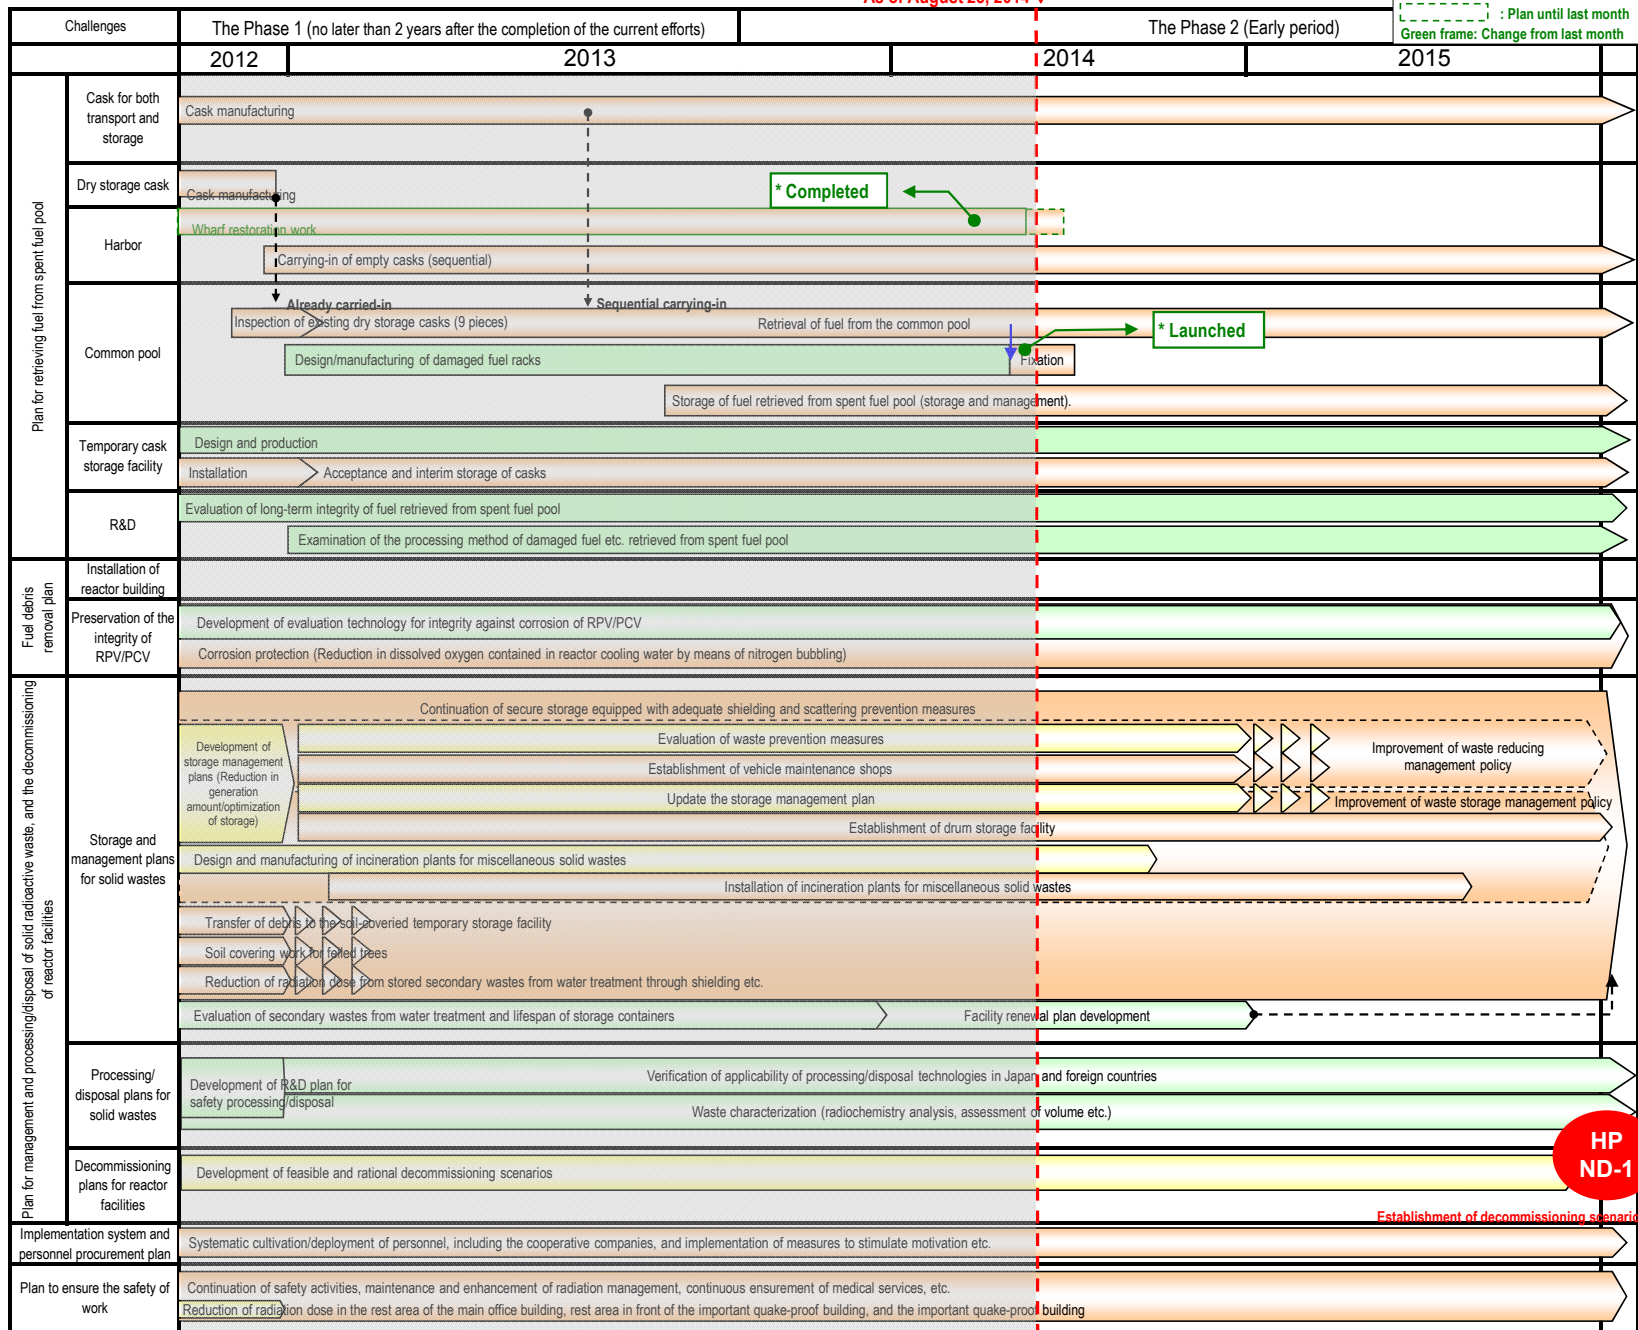 As of August 28, 2014
: Plan until last month
Green frame: Change from last month
Challenges
The Phase 1 (no later than 2 years after the completion of the current efforts)
The Phase 2 (Early period)
2012
2013
2014
2015
Plan for retrieving fuel from spent fuel pool
Cask for both
transport and
storage
Cask manufacturing
Dry storage cask
Cask manufacturing
* Completed
Harbor
Wharf restoration work
Carrying-in of empty casks (sequential)
Already carried-in
Sequential carrying-in
Common pool
Inspection of existing dry storage casks (9 pieces)
Retrieval of fuel from the common pool
* Launched
Design/manufacturing of damaged fuel racks
Fixation
Storage of fuel retrieved from spent fuel pool (storage and management).
Temporary cask
storage facility
Design and production
Installation
Acceptance and interim storage of casks
R&D
Evaluation of long-term integrity of fuel retrieved from spent fuel pool
Examination of the processing method of damaged fuel etc. retrieved from spent fuel pool
Fuel debris
removal plan
Installation of
reactor building
Preservation of the
integrity of
RPV/PCV
Development of evaluation technology for integrity against corrosion of RPV/PCV
Corrosion protection (Reduction in dissolved oxygen contained in reactor cooling water by means of nitrogen bubbling)
Plan for management and processing/disposal of solid radioactive waste, and the decommissioning
of reactor facilities
Storage and
management plans
for solid wastes
Continuation of secure storage equipped with adequate shielding and scattering prevention measures
Development of
storage management
plans (Reduction in
generation
amount/optimization
of storage)
Evaluation of waste prevention measures
Establishment of vehicle maintenance shops
Improvement of waste reducing
management policy
Update the storage management plan
Improvement of waste storage management policy
Establishment of drum storage facility
Design and manufacturing of incineration plants for miscellaneous solid wastes
Installation of incineration plants for miscellaneous solid wastes
Transfer of debris to the soil-coveried temporary storage facility
Soil covering work for felled trees
Reduction of radiation dose from stored secondary wastes from water treatment through shielding etc.
Evaluation of secondary wastes from water treatment and lifespan of storage containers
Facility renewal plan development
Processing/
disposal plans for
solid wastes
Development of R&D plan for
safety processing/disposal
Verification of applicability of processing/disposal technologies in Japan and foreign countries
Waste characterization (radiochemistry analysis, assessment of volume etc.)
HP
ND-1
Decommissioning
plans for reactor
facilities
Development of feasible and rational decommissioning scenarios
Establishment of decommissioning scenario
Implementation system and
personnel procurement plan
Systematic cultivation/deployment of personnel, including the cooperative companies, and implementation of measures to stimulate motivation etc.
Plan to ensure the safety of
work
Continuation of safety activities, maintenance and enhancement of radiation management, continuous ensurement of medical services, etc.
Reduction of radiation dose in the rest area of the main office building, rest area in front of the important quake-proof building, and the important quake-proof building